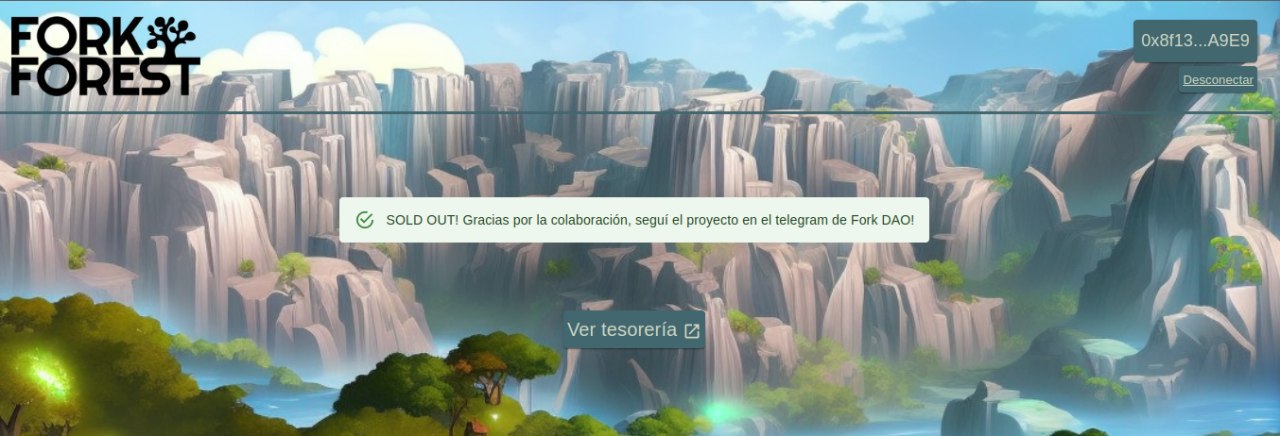 FORK
FOREST
0x8f13...A9E9
Desconectar
SOLD OUT! Gracias por la colaboración, seguí el proyecto en el telegram de Fork DAO!
Ver tesorería